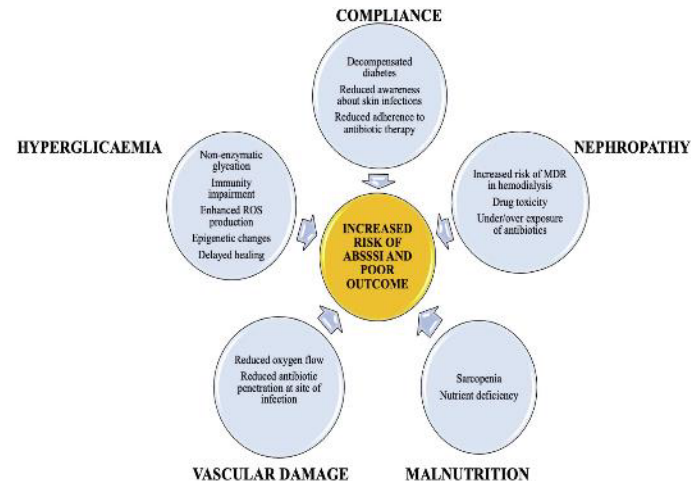 COMPLIANCE
Decompensated
diabetes
Reduced awareness
about skin infections
Reduced adherence to
antibiotic therapy
HYPERGLICAEMIA
Non-enzymatic
glycation
Immunity
impairment
Enhanced ROS
production
Epigenetic changes
Delayed healing
NEPHROPATHY
Increased risk of MDR
in hemodialysis
Drug toxicity
Under/over exposure
of antibiotics
INCREASED
RISK OF
ABSSSI AND
POOR
OUTCOME
Reduced oxygen flow
Reduced antibiotic
penetration at site of
infection
VASCULAR DAMAGE
Sarcopenia
Nutrient deficiency
MALNUTRITION